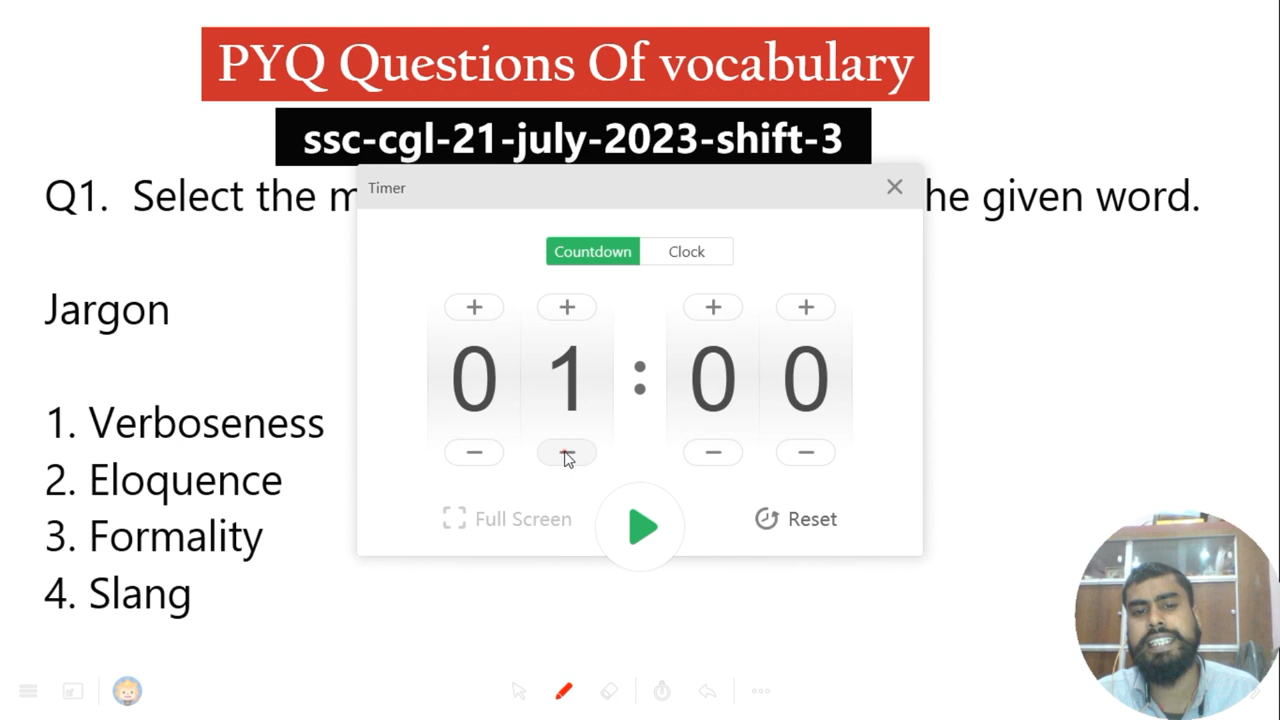 PYQ Questions Of vocabulary
ssc-cgl-21-july-2023-shift-3
Timer
Q1. Select the m he given word.
Countdown Clock
Jargon
0 1 : 0 0
1. Verboseness
2. Eloquence
Full Screen Reset
3. Formality
4. Slang